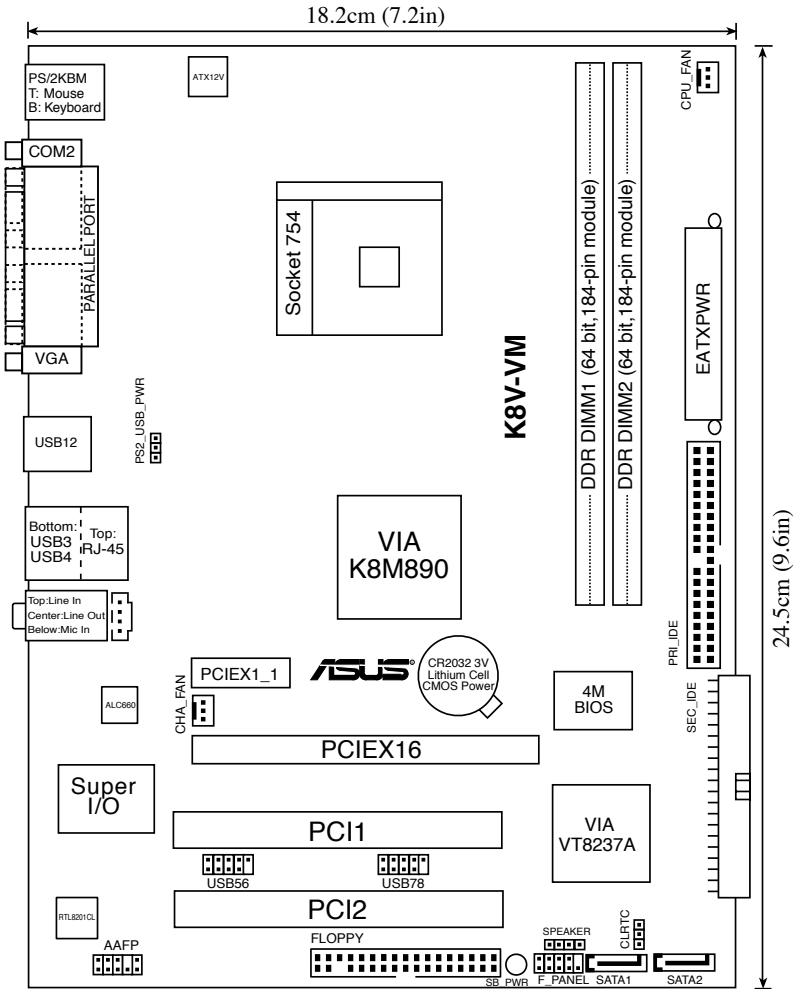 18.2cm (7.2in)
PS/2KBM
T: Mouse
B: Keyboard
ATX12V
CPU_FAN
COM2
PARALLEL PORT
VGA
Socket 754
DDR DIMM1 (64 bit,184-pin module)
DDR DIMM2 (64 bit,184-pin module)
EATXPWR
K8V-VM
USB12
PS2_USB_PWR
Bottom:
USB3
USB4
Top:
RJ-45
VIA
K8M890
24.5cm (9.6in)
Top:Line In
Center:Line Out
Below:Mic In
PRI_IDE
PCIEX1_1
ASUS
®
CR2032 3V
Lithium Cell
CMOS Power
4M
BIOS
SEC_IDE
ALC660
CHA_FAN
PCIEX16
Super
I/O
PCI1
VIA
VT8237A
USB56
USB78
RTL8201CL
PCI2
AAFP
FLOPPY
SPEAKER
CLRTC
SB_PWR
F_PANEL
SATA1
SATA2